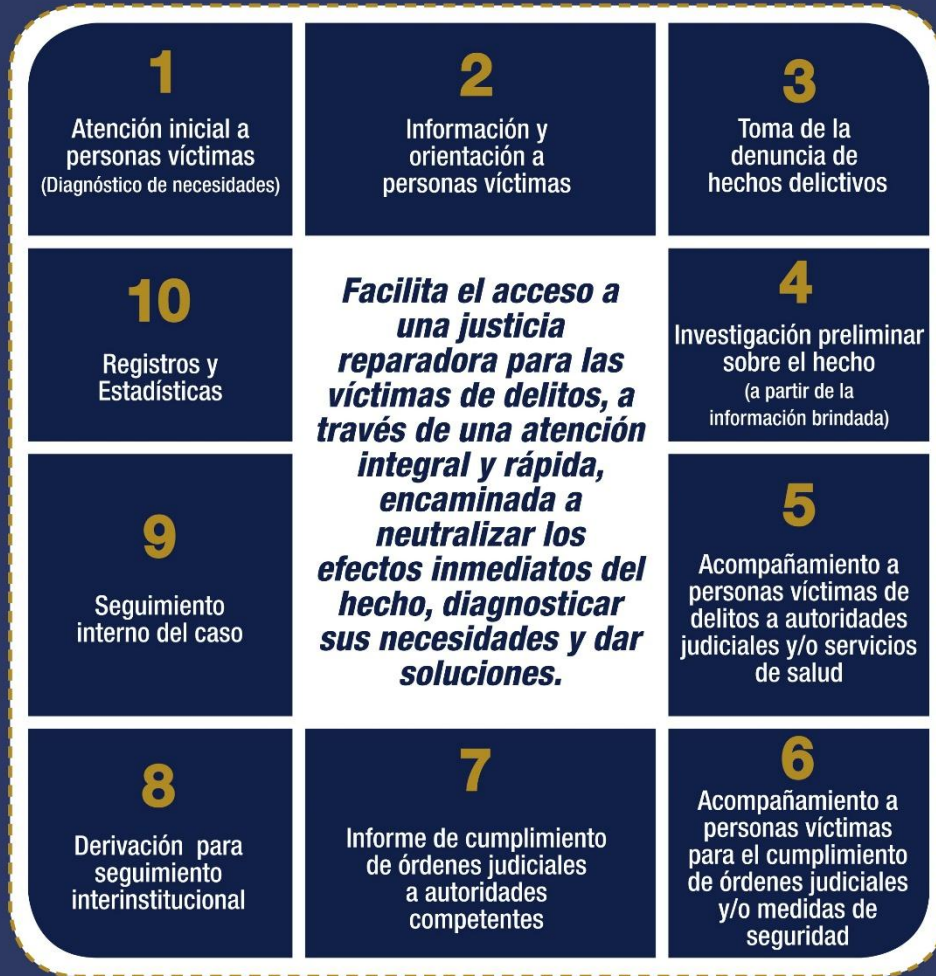 1
Atención inicial a
personas víctimas
(Diagnóstico de necesidades)
2
Información y
orientación a
personas víctimas
3
Toma de la
denuncia de
hechos delictivos
10
Registros y
Estadísticas
Facilita el acceso a
una justicia
reparadora para las
víctimas de delitos, a
través de una atención
integral y rápida,
encaminada a
neutralizar los
efectos inmediatos del
hecho, diagnosticar
sus necesidades y dar
soluciones.
4
Investigación preliminar
sobre el hecho
(a partir de la
información brindada)
9
Seguimiento
interno del caso
5
Acompañamiento a
personas víctimas de
delitos a autoridades
judiciales y/o servicios
de salud
8
Derivación para
seguimiento
interinstitucional
7
Informe de cumplimiento
de órdenes judiciales
a autoridades
competentes
6
Acompañamiento a
personas víctimas
para el cumplimiento
de órdenes judiciales
y/o medidas de
seguridad